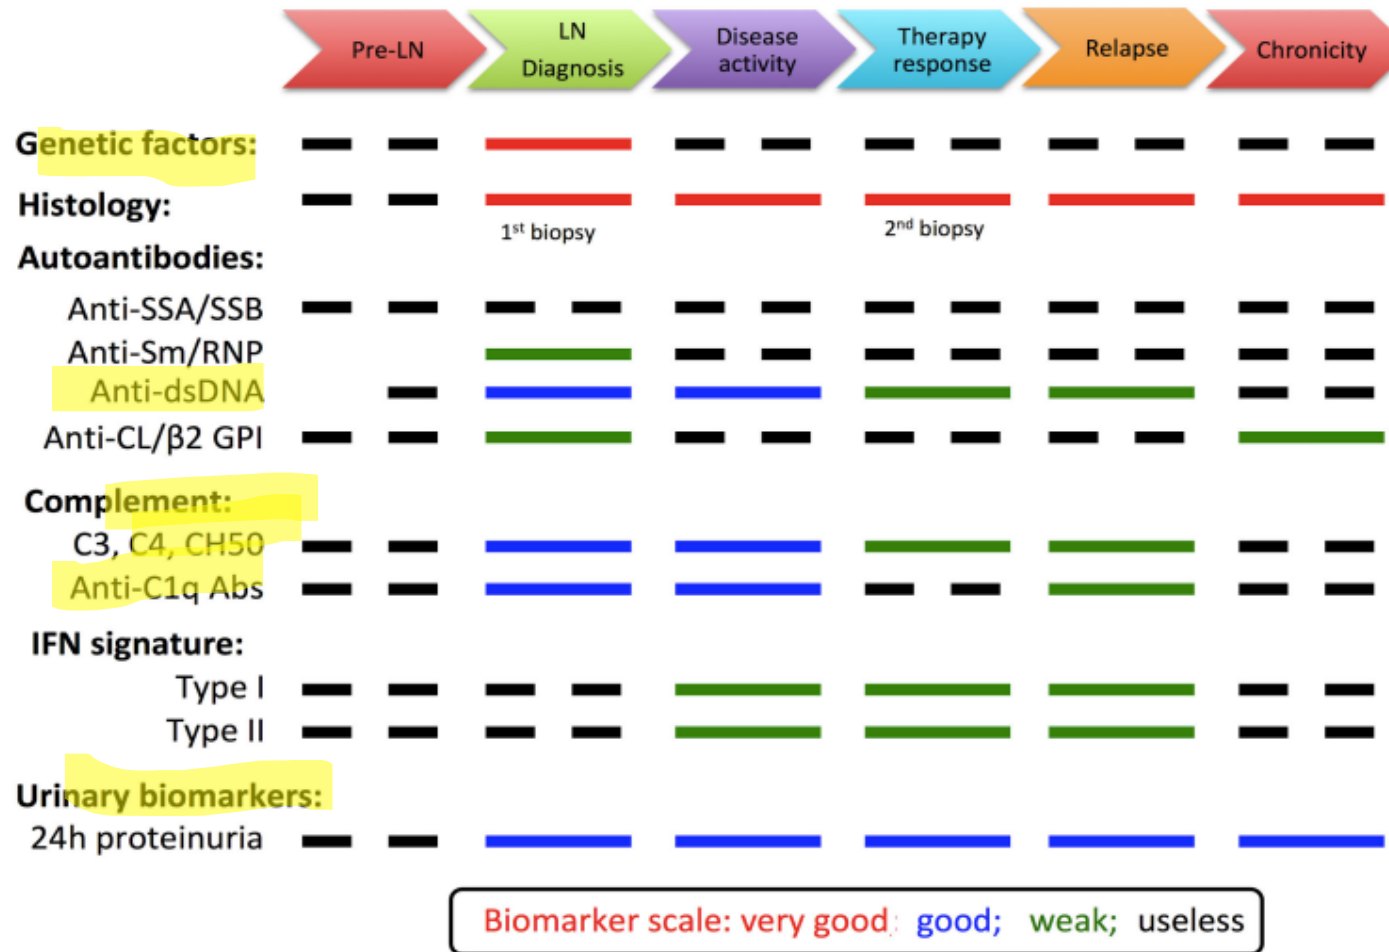 Pre-LN
LN
Diagnosis
Disease
activity
Therapy
response
Relapse
Chronicity
Genetic factors:
Histology:
1st biopsy
2nd biopsy
Autoantibodies:
Anti-SSA/SSB
Anti-Sm/RNP
Anti-dsDNA
Anti-CL/β2 GPI
Complement:
C3, C4, CH50
Anti-C1q Abs
IFN signature:
Type I
Type II
Urinary biomarkers:
24h proteinuria
Biomarker scale: very good; good; weak; useless